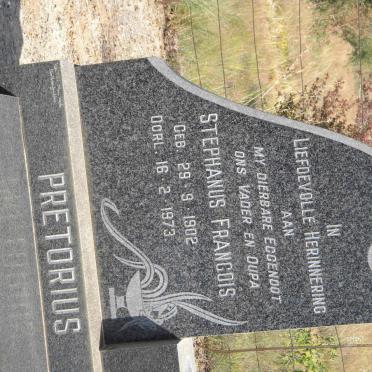 IN
LIEFDEVOLLE HERINNERING
AAN
MY DIERBARE EGGENOOT
ONS VADER EN OUPA
STEPHANUS FRANCOIS
GEB. 29. 9. 1902
OORL. 16. 2. 1973
PRETORIUS